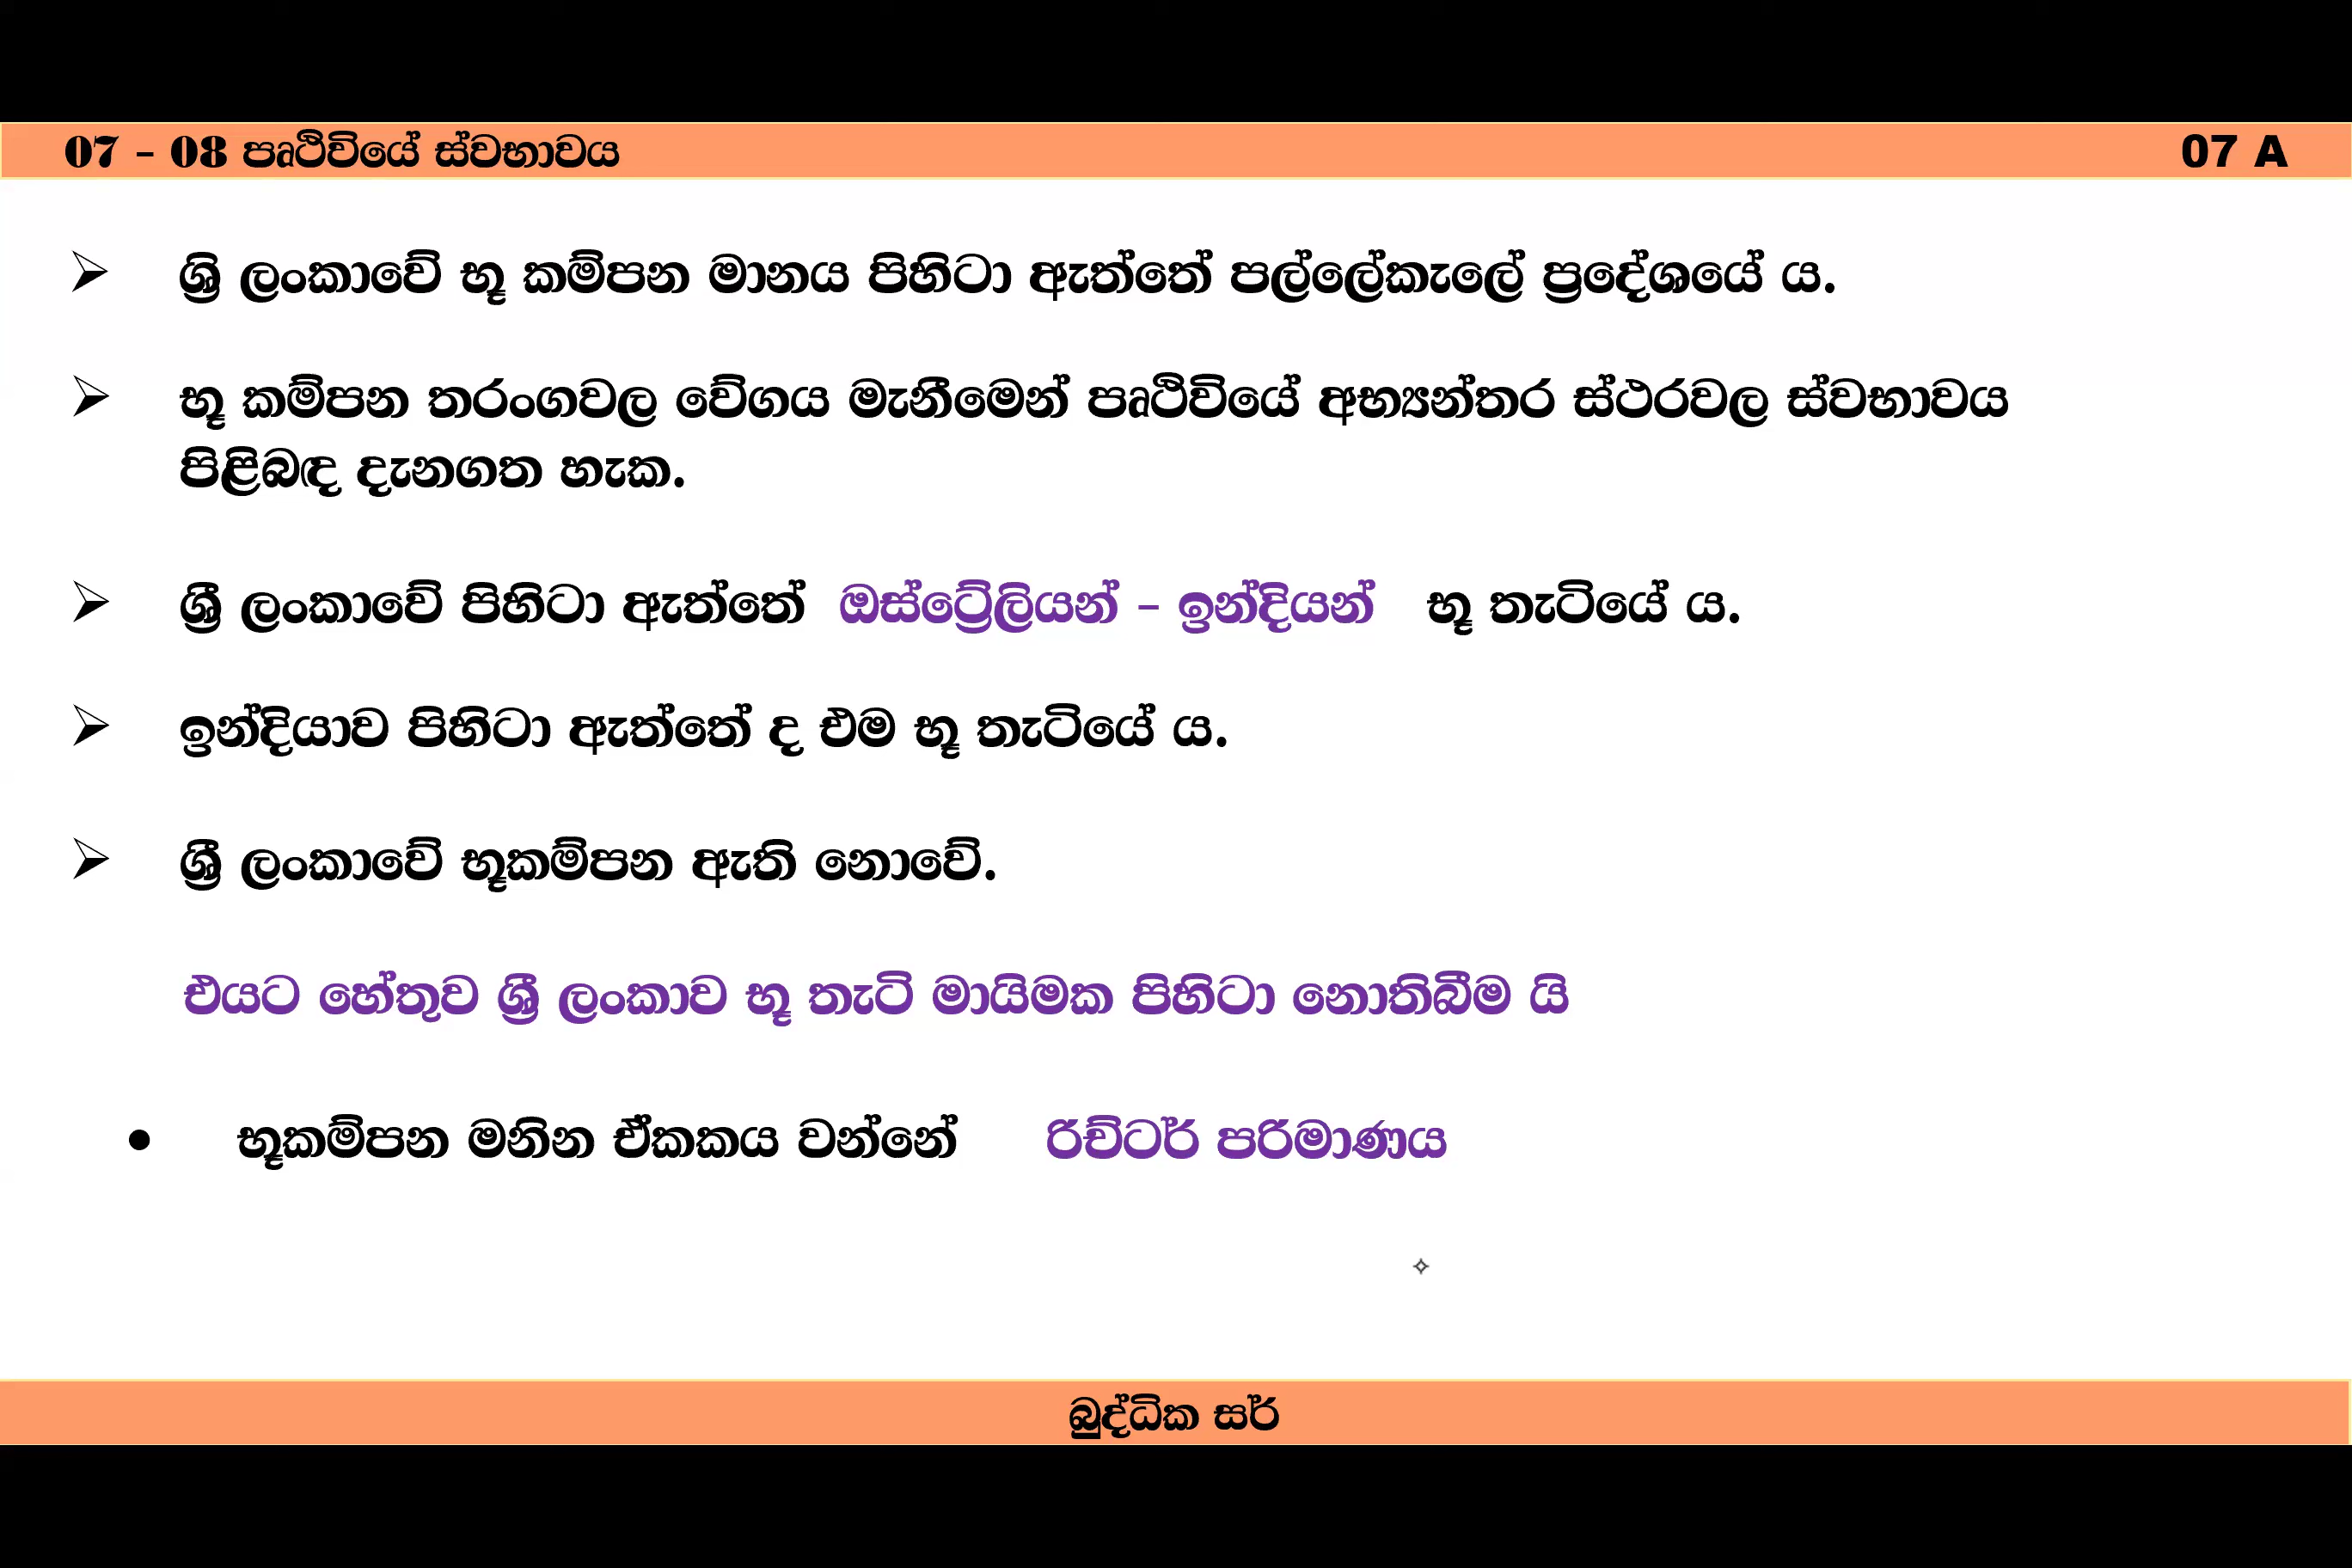 07 - 08 පෘථිවියේ ස්වභාවය
07 A
ශ්‍රි ලංකාවේ භූ කම්පන මානය පිහිටා ඇත්තේ පල්ලේකැලේ ප්‍රදේශයේ ය.
භූ කම්පන තරංගවල වේගය මැනීමෙන් පෘථිවියේ අභ්‍යන්තර ස්ථරවල ස්වභාවය
පිළිබඳ දැනගත හැක.
ශ්‍රී ලංකාවේ පිහිටා ඇත්තේ ඔස්ට්‍රේලියන් - ඉන්දියන් භූ තැටියේ ය.
ඉන්දියාව පිහිටා ඇත්තේ ද එම භූ තැටියේ ය.
ශ්‍රී ලංකාවේ භූකම්පන ඇති නොවේ.
එයට හේතුව ශ්‍රී ලංකාව භූ තැටි මායිමක පිහිටා නොතිබීම යි
• භූකම්පන මනින ඒකකය වන්නේ රිච්ටර් පරිමාණය
බුද්ධික සර්